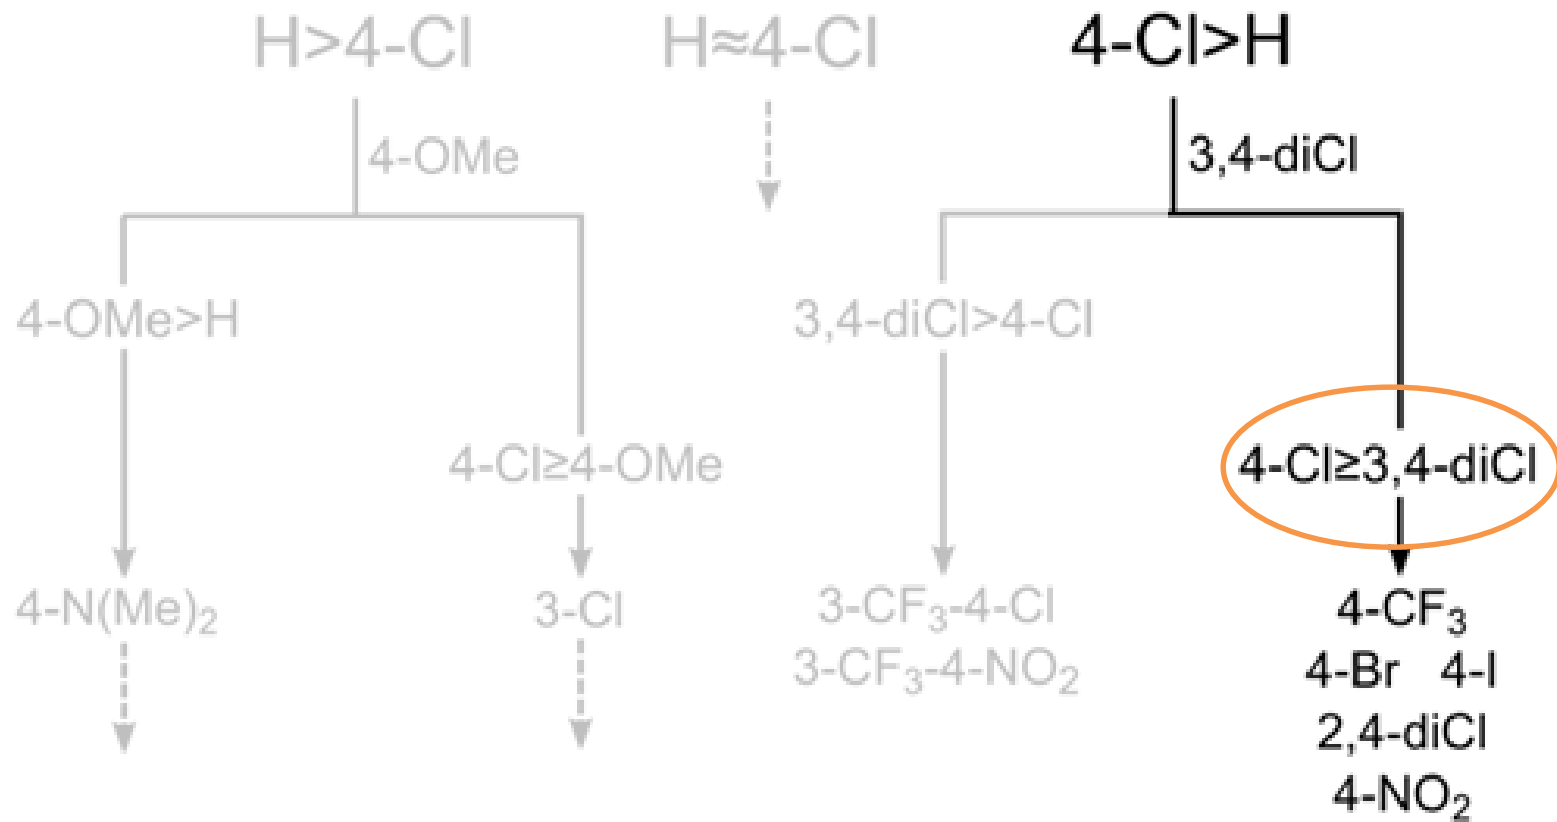 H>4-Cl
H≈4-Cl
4-Cl>H
4-OMe
3,4-diCl
4-OMe>H
3,4-diCl>4-Cl
4-Cl≥4-OMe
4-Cl≥3,4-diCl
4-N(Me)₂
3-Cl
3-CF₃-4-Cl
3-CF₃-4-NO₂
4-CF₃
4-Br 4-I
2,4-diCl
4-NO₂